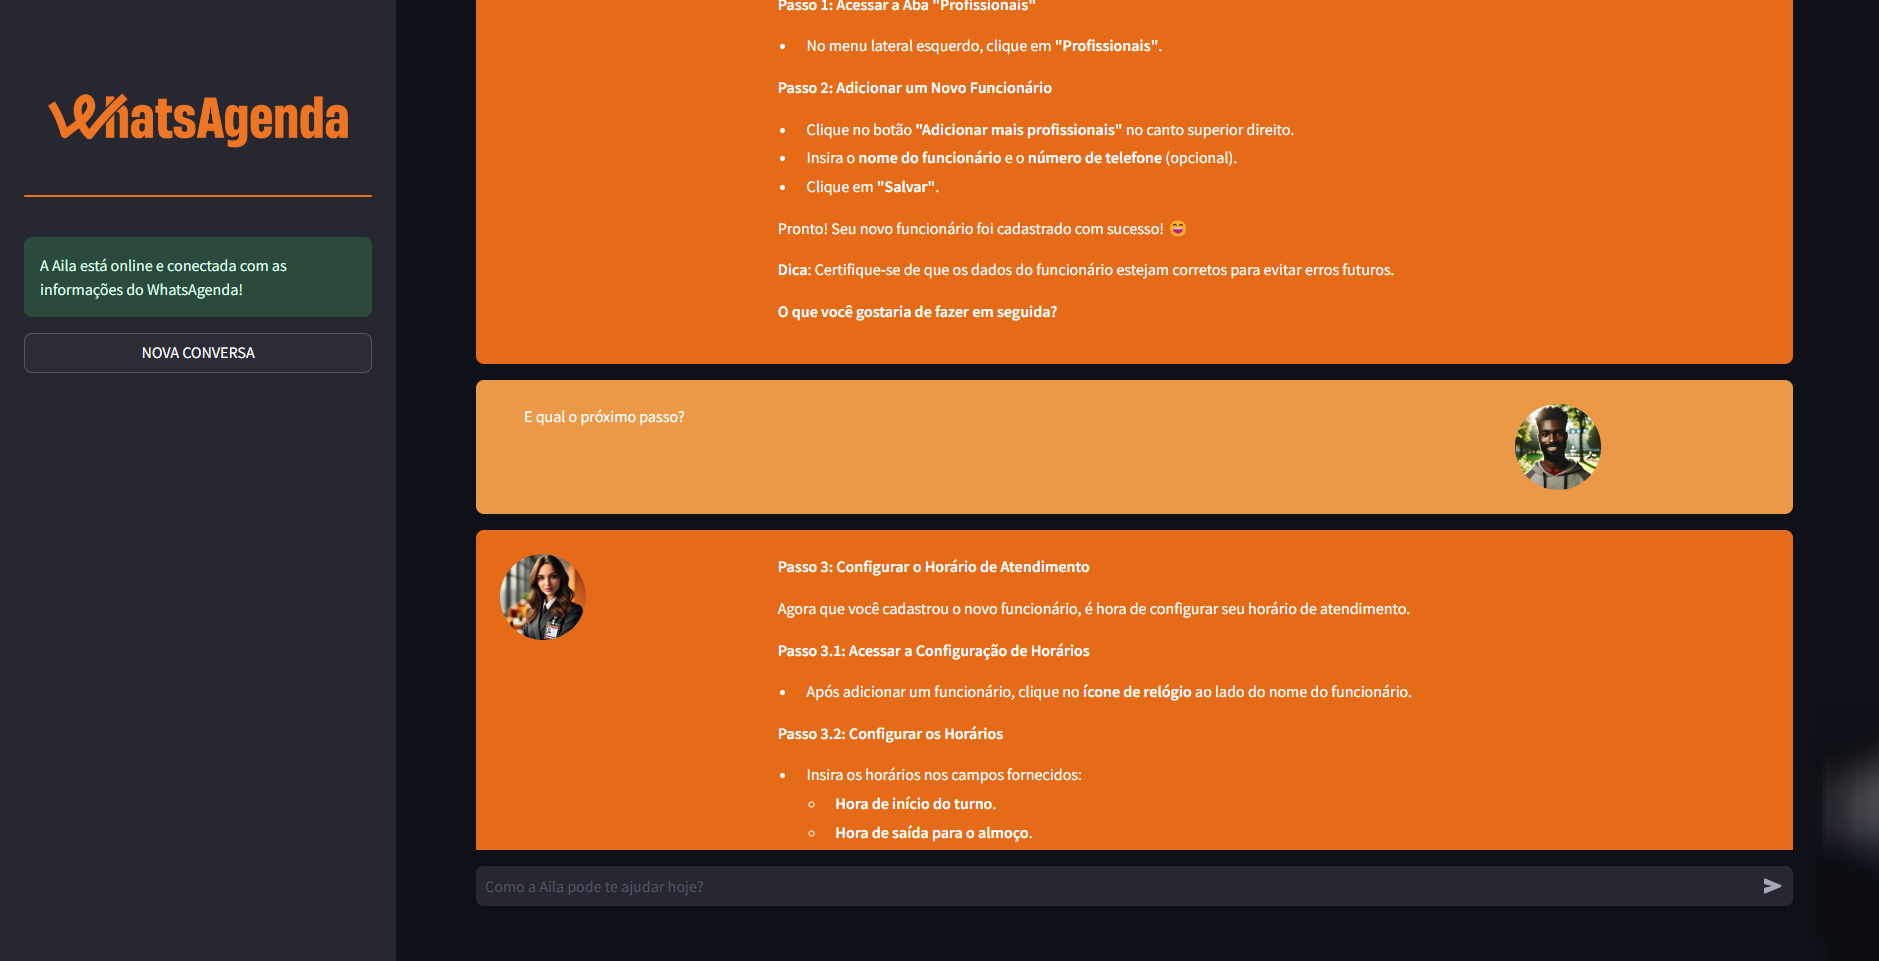 WhatsAgenda
A Aila está online e conectada com as
informações do WhatsAgenda!
NOVA CONVERSA
Passo 1: Acessar a Aba "Profissionais"
No menu lateral esquerdo, clique em "Profissionais".
Passo 2: Adicionar um Novo Funcionário
Clique no botão "Adicionar mais profissionais" no canto superior direito.
Insira o nome do funcionário e o número de telefone (opcional).
Clique em "Salvar".
Pronto! Seu novo funcionário foi cadastrado com sucesso! 😄
Dica: Certifique-se de que os dados do funcionário estejam corretos para evitar erros futuros.
O que você gostaria de fazer em seguida?
E qual o próximo passo?
Passo 3: Configurar o Horário de Atendimento
Agora que você cadastrou o novo funcionário, é hora de configurar seu horário de atendimento.
Passo 3.1: Acessar a Configuração de Horários
Após adicionar um funcionário, clique no ícone de relógio ao lado do nome do funcionário.
Passo 3.2: Configurar os Horários
Insira os horários nos campos fornecidos:
Hora de início do turno.
Hora de saída para o almoço.
Como a Aila pode te ajudar hoje?